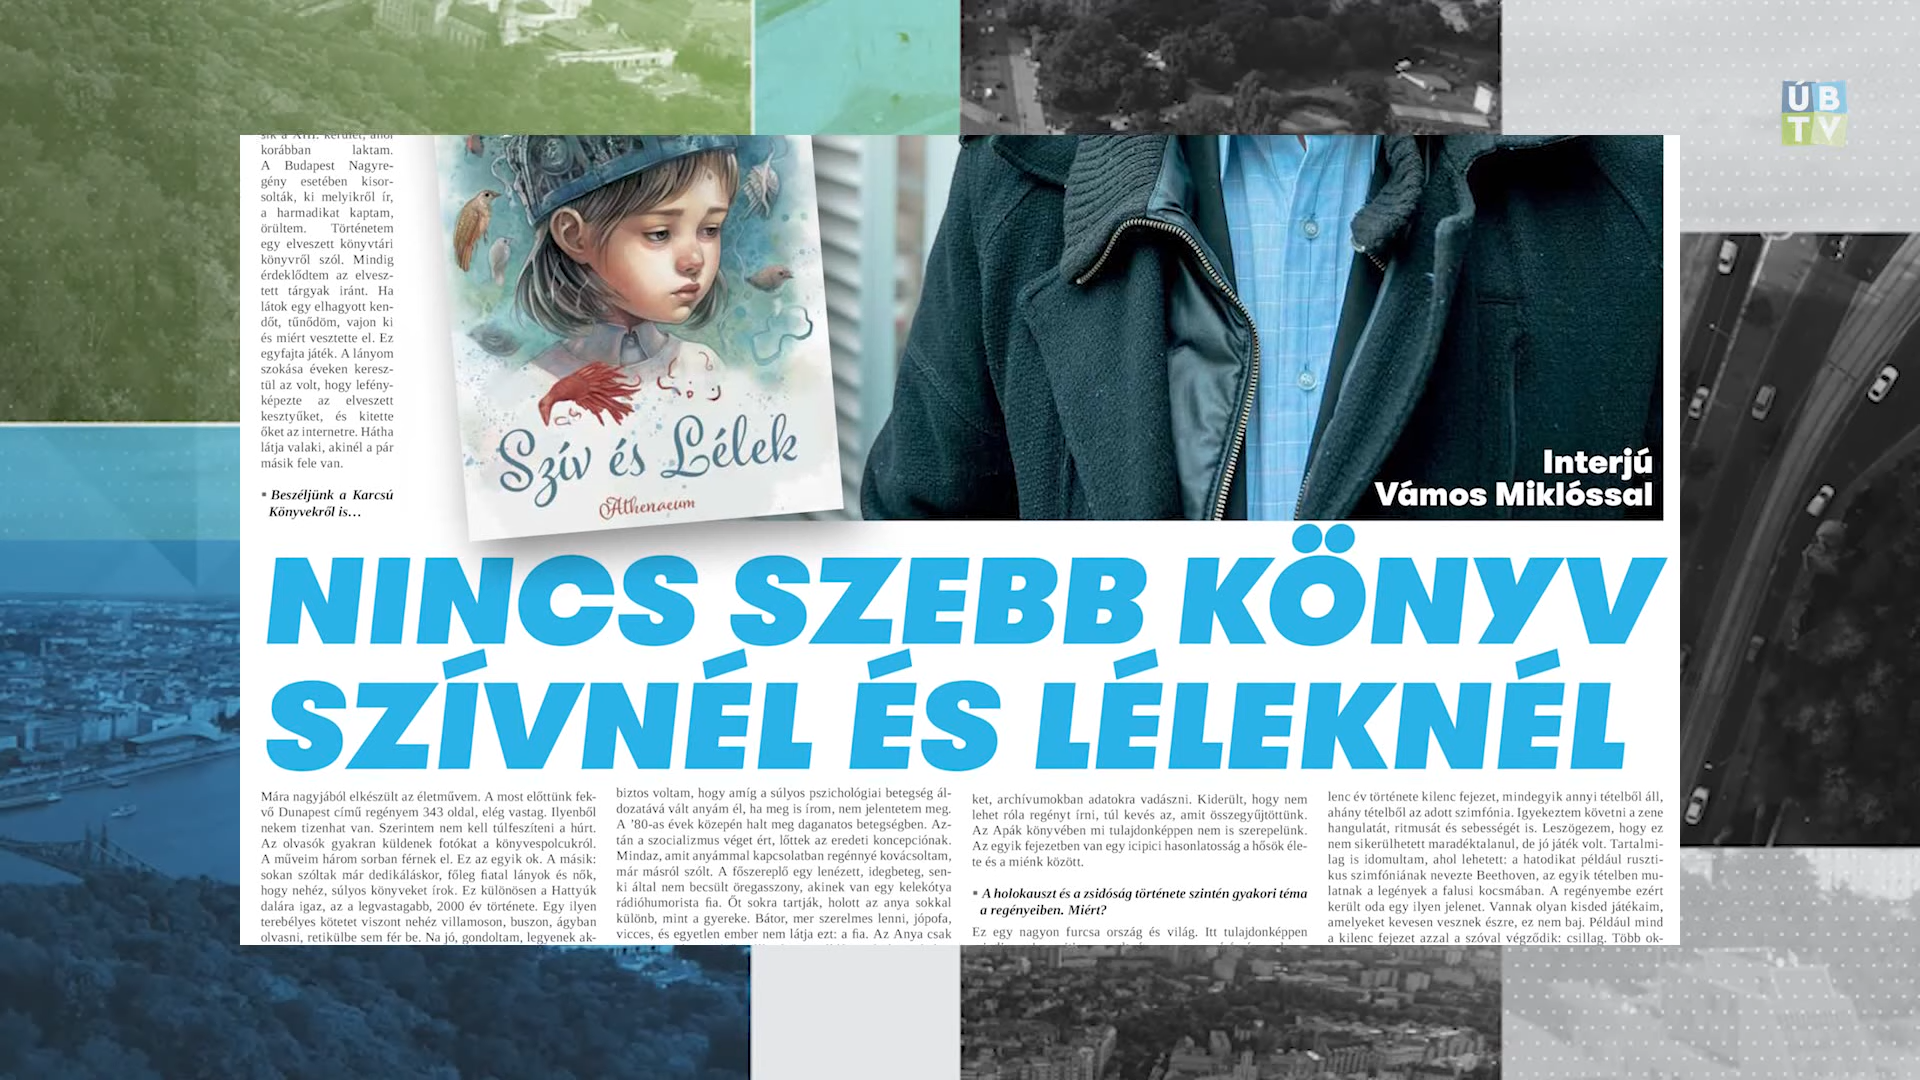 ÚB
TV
korábban laktam.
A Budapest Nagyre-
gény esetében kisor-
solták, ki melyikről ír,
a harmadikat kaptam,
örültem. Történetem
egy elveszett könyvtári
könyvről szól. Mindig
érdeklődtem az elvesz-
tett tárgyak iránt. Ha
látok egy elhagyott ken-
dőt, tűnődöm, vajon ki
és miért vesztette el. Ez
egyfajta játék. A lányom
szokása éveken keresz-
tül az volt, hogy lefény-
képezte az elveszett
kesztyűket, és kitette
őket az internetre. Hátha
látja valaki, akinél a pár
másik fele van.
▪ Beszéljünk a Karcsú
Könyvekről is…
Szív és Lélek
Athenaeum
Interjú
Vámos Miklóssal
NINCS SZEBB KÖNYV
SZÍVNÉL ÉS LÉLEKNÉL
Mára nagyjából elkészült az életművem. A most előttünk fek-
vő Dunapest című regényem 343 oldal, elég vastag. Ilyenből
nekem tizenhat van. Szerintem nem kell túlfeszíteni a húrt.
Az olvasók gyakran küldenek fotókat a könyvespolcukról.
A műveim három sorban férnek el. Ez az egyik ok. A másik:
sokan szóltak már dedikáláskor, főleg fiatal lányok és nők,
hogy nehéz, súlyos könyveket írok. Ez különösen a Hattyúk
dalára igaz, az a legvastagabb, 2000 év története. Egy ilyen
terebélyes kötetet viszont nehéz villamoson, buszon, ágyban
olvasni, retikülbe sem fér be. Na jó, gondoltam, legyenek ak-
biztos voltam, hogy amíg a súlyos pszichológiai betegség ál-
dozatává vált anyám él, ha meg is írom, nem jelentetem meg.
A ’80-as évek közepén halt meg daganatos betegségben. Az-
tán a szocializmus véget ért, lőttek az eredeti koncepciónak.
Mindaz, amit anyámmal kapcsolatban regénnyé kovácsoltam,
már másról szólt. A főszereplő egy lenézett, idegbeteg, sen-
ki által nem becsült öregasszony, akinek van egy kelekótya
rádióhumorista fia. Őt sokra tartják, holott az anya sokkal
különb, mint a gyereke. Bátor, mer szerelmes lenni, jópofa,
vicces, és egyetlen ember nem látja ezt: a fia. Az Anya csak
ket, archívumokban adatokra vadászni. Kiderült, hogy nem
lehet róla regényt írni, túl kevés az, amit összegyűjtöttünk.
Az Apák könyvében mi tulajdonképpen nem is szerepelünk.
Az egyik fejezetben van egy icipici hasonlatosság a hősök éle-
te és a miénk között.
▪ A holokauszt és a zsidóság története szintén gyakori téma
a regényeiben. Miért?
Ez egy nagyon furcsa ország és világ. Itt tulajdonképpen
lenc év története kilenc fejezet, mindegyik annyi tételből áll,
ahány tételből az adott szimfónia. Igyekeztem követni a zene
hangulatát, ritmusát és sebességét is. Leszögezem, hogy ez
nem sikerülhetett maradéktalanul, de jó játék volt. Tartalmi-
lag is idomultam, ahol lehetett: a hatodikat például ruszti-
kus szimfóniának nevezte Beethoven, az egyik tételben mu-
latnak a legények a falusi kocsmában. A regényembe ezért
került oda egy ilyen jelenet. Vannak olyan kisded játékaim,
amelyeket kevesen vesznek észre, ez nem baj. Például mind
a kilenc fejezet azzal a szóval végződik: csillag. Több ok-